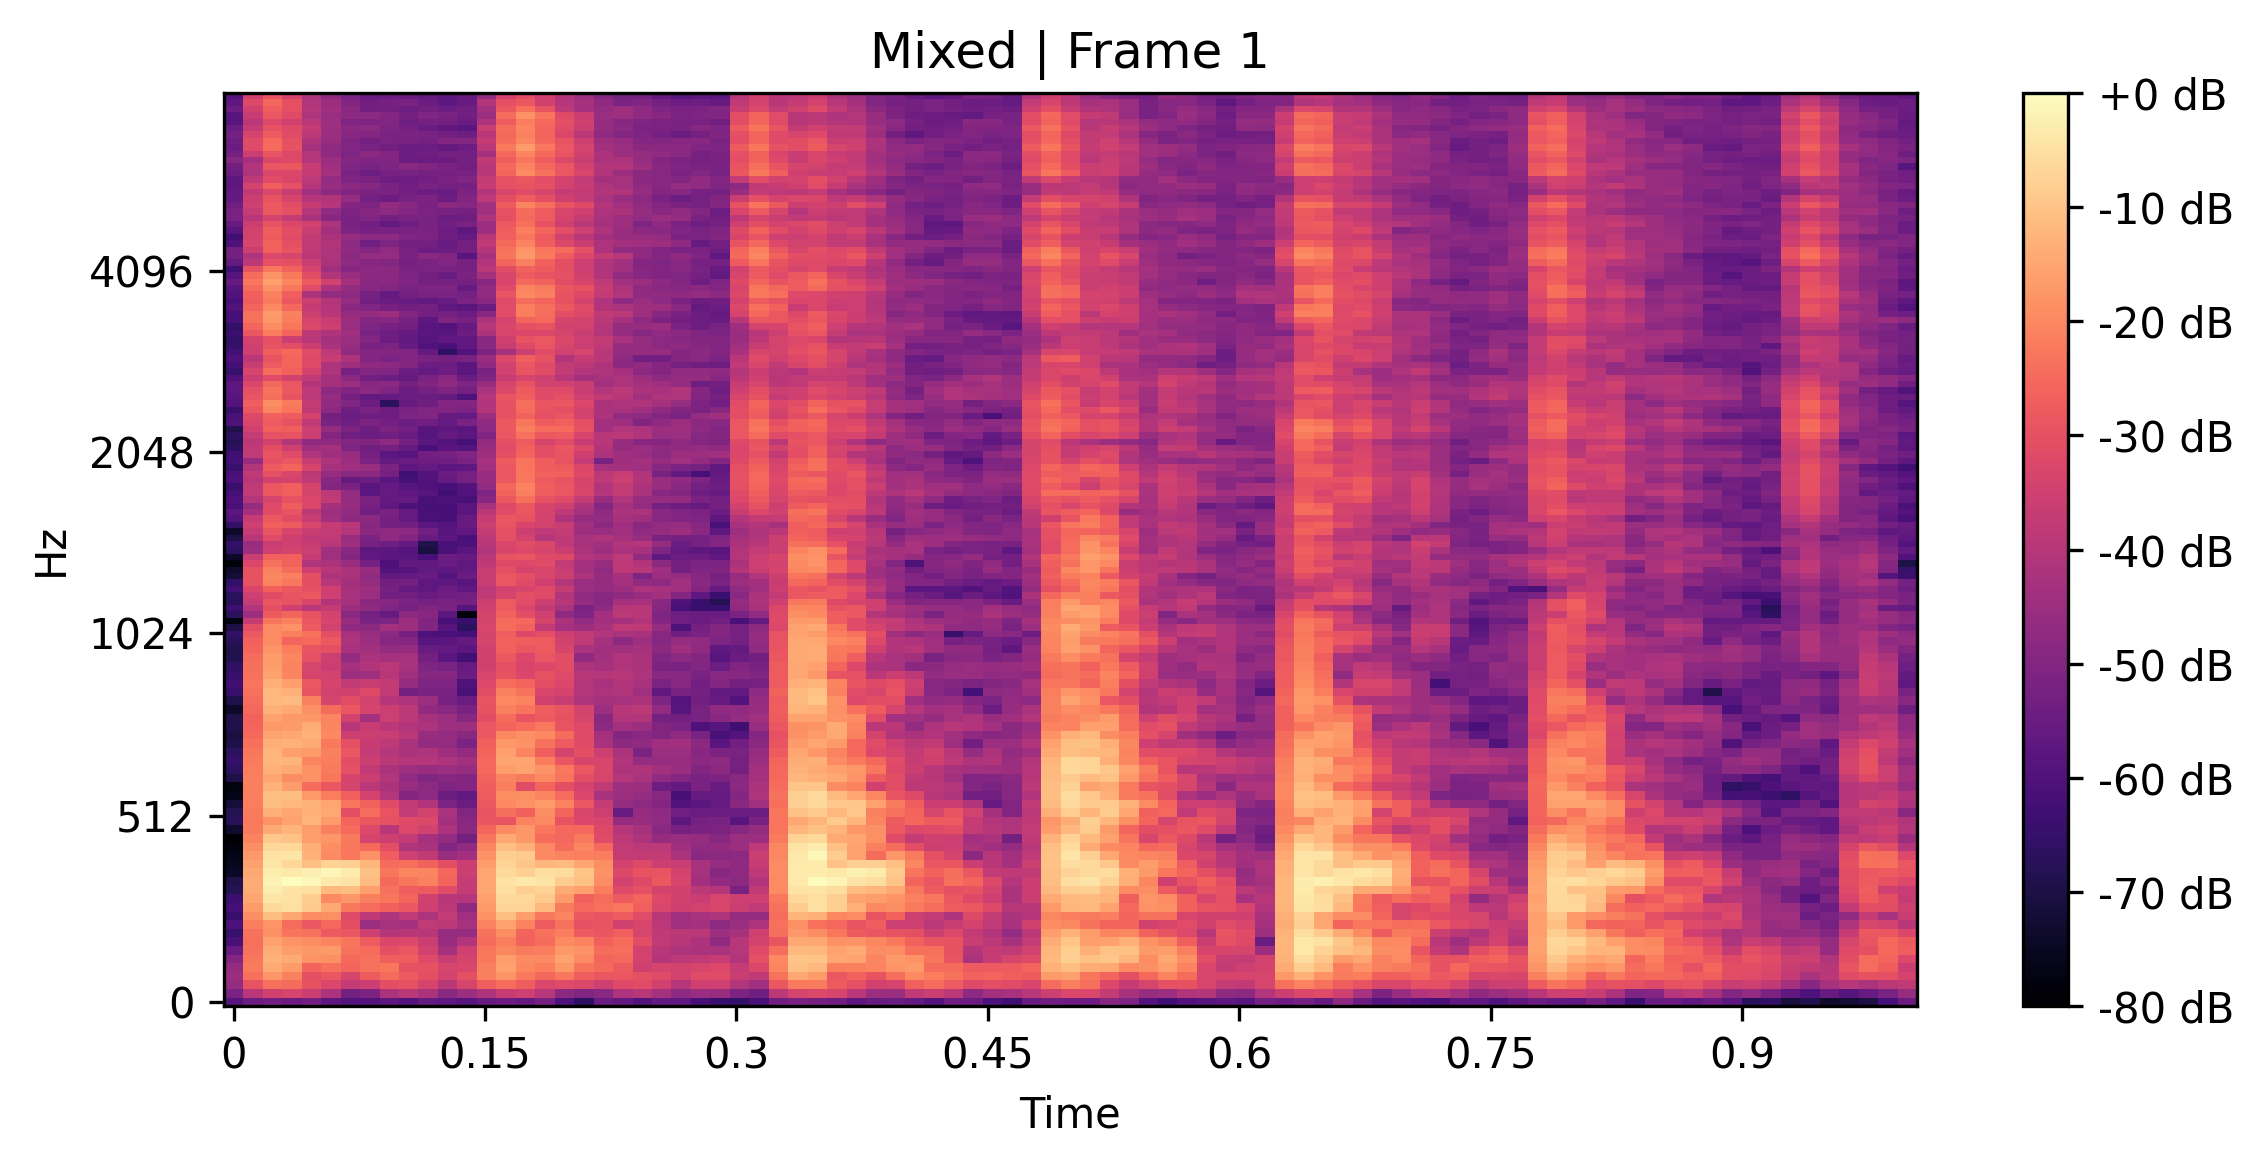 Mixed | Frame 1
Hz
4096
2048
1024
512
0
0 0.15 0.3 0.45 0.6 0.75 0.9
Time
+0 dB
-10 dB
-20 dB
-30 dB
-40 dB
-50 dB
-60 dB
-70 dB
-80 dB